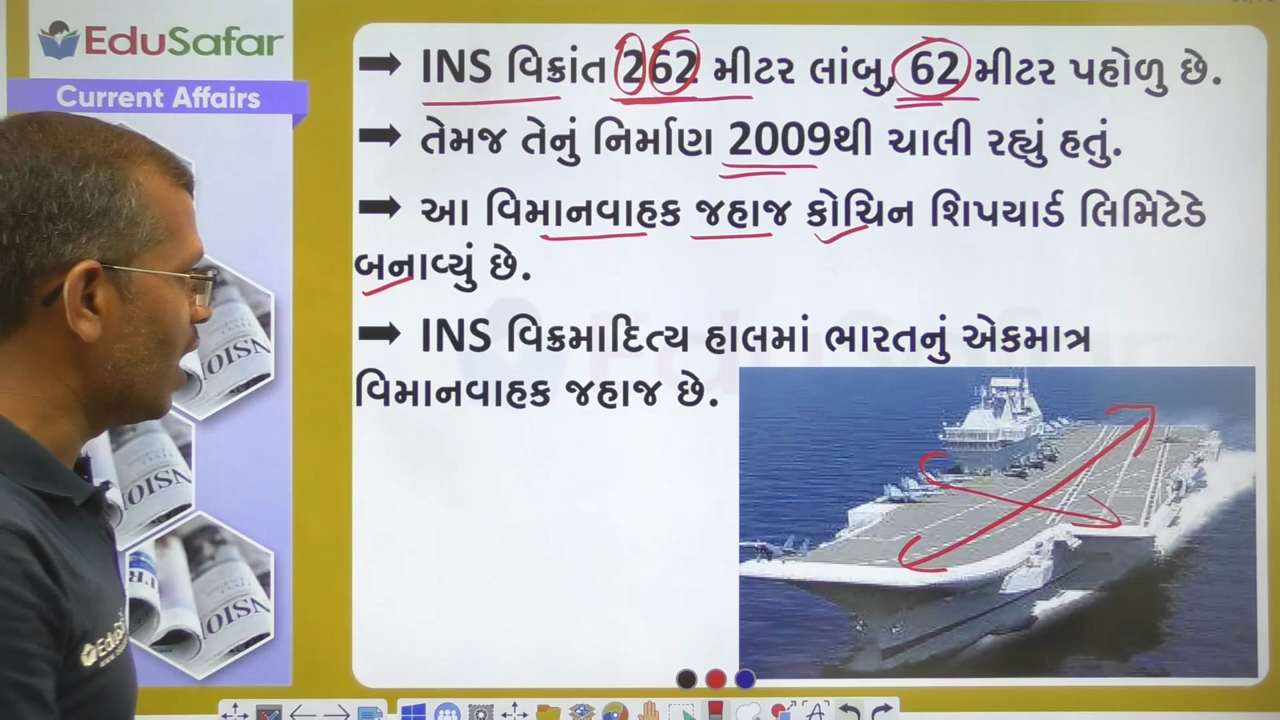 EduSafar
Current Affairs
➡ INS વિક્રાંત 262 મીટર લાંબુ, 62 મીટર પહોળુ છે.
➡ તેમજ તેનું નિર્માણ 2009થી ચાલી રહ્યું હતું.
➡ આ વિમાનવાહક જહાજ કોચિન શિપયાર્ડ લિમિટેડે
બનાવ્યું છે.
➡ INS વિક્રમાદિત્ય હાલમાં ભારતનું એકમાત્ર
વિમાનવાહક જહાજ છે.